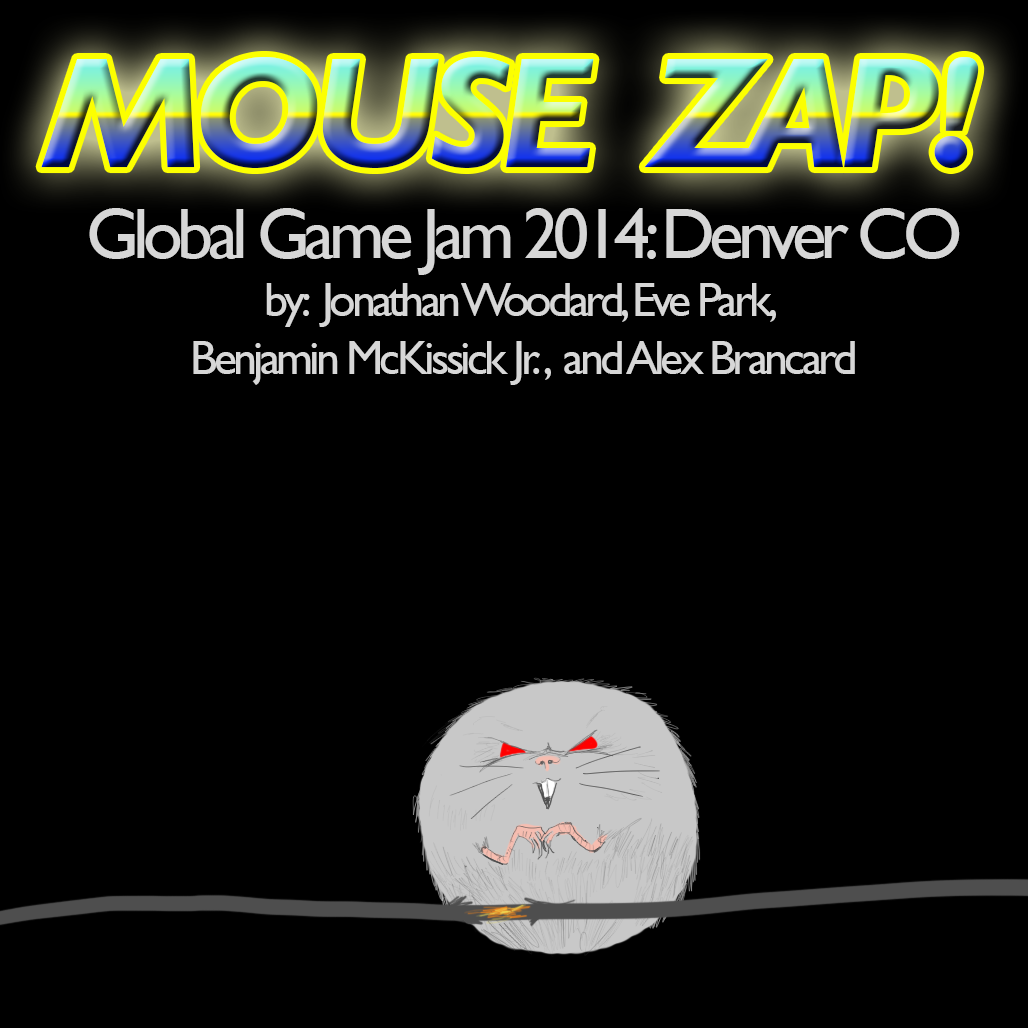 MOUSE ZAP!
Global Game Jam 2014: Denver CO
by: Jonathan Woodard, Eve Park,
Benjamin McKissick Jr., and Alex Brancard